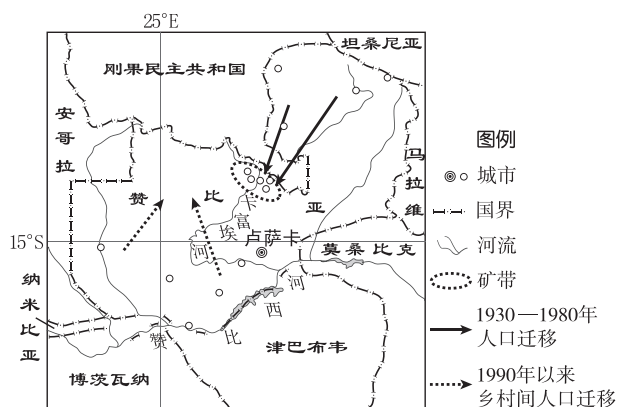 25°E
坦桑尼亚
刚果民主共和国
安哥拉
马拉维
赞比亚
卡富埃河
卢萨卡
15°S
莫桑比克
纳米比亚
赞比西河
津巴布韦
博茨瓦纳
图例
城市
国界
河流
矿带
1930—1980年
人口迁移
1990年以来
乡村间人口迁移